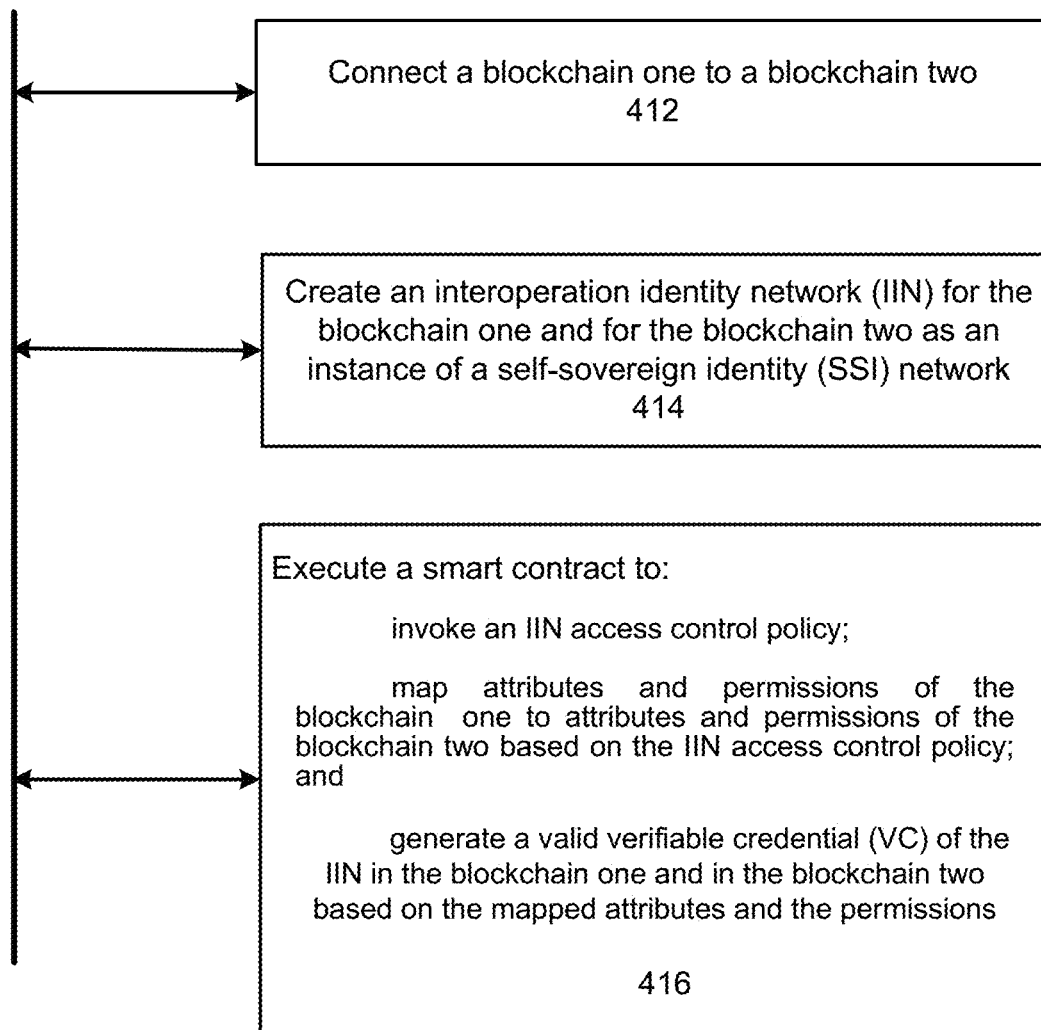 Connect a blockchain one to a blockchain two
412
Create an interoperation identity network (IIN) for the
blockchain one and for the blockchain two as an
instance of a self-sovereign identity (SSI) network
414
Execute a smart contract to:
invoke an IIN access control policy;
map attributes and permissions of the
blockchain one to attributes and permissions of the
blockchain two based on the IIN access control policy;
and
generate a valid verifiable credential (VC) of the
IIN in the blockchain one and in the blockchain two
based on the mapped attributes and the permissions
416